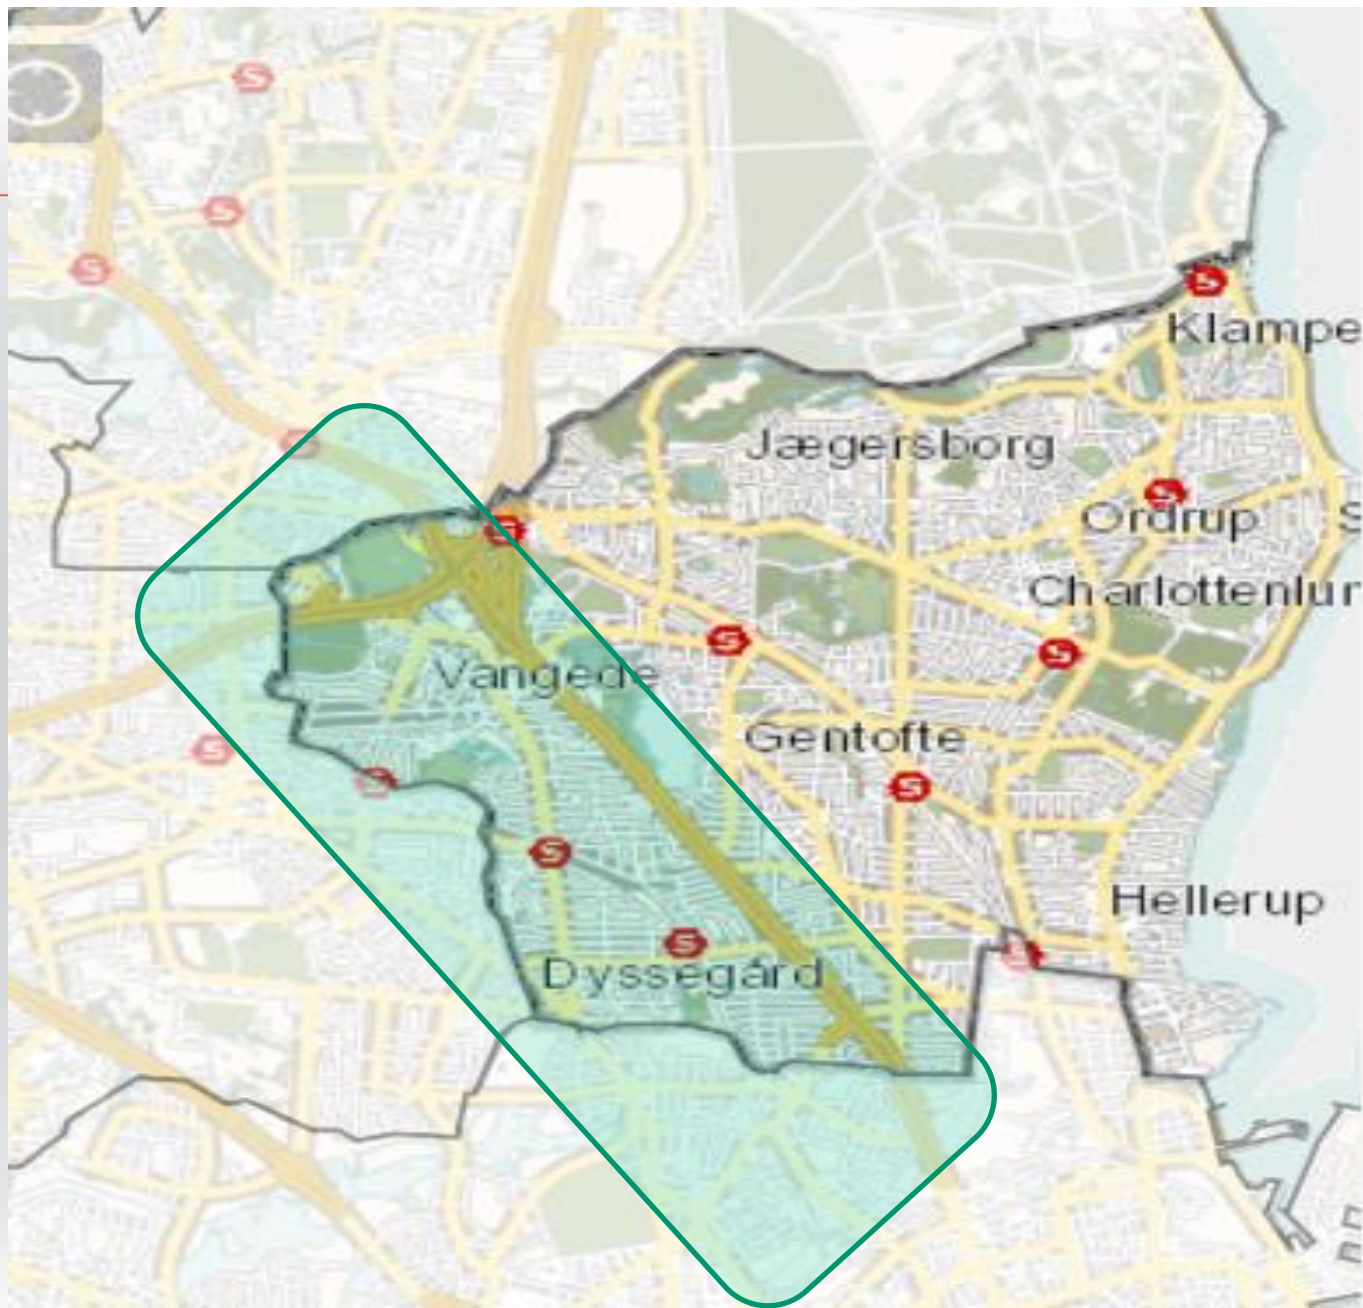 Klampe
Jægersborg
Ordrup
S
Charlottenlur
Vangede
Gentofte
Hellerup
Dyssegård